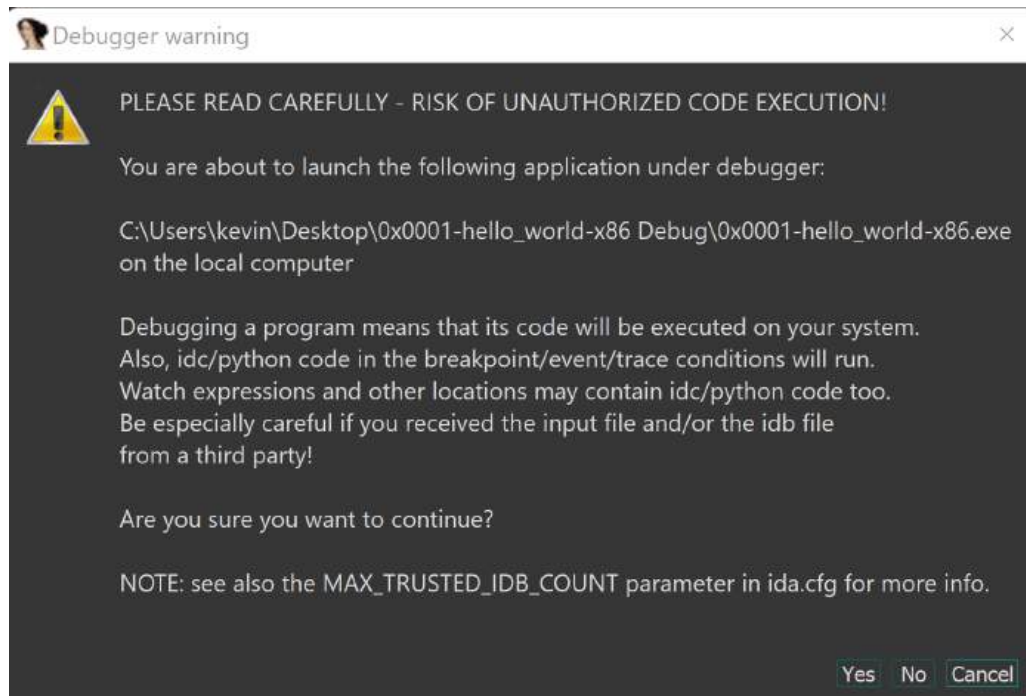 Debugger warning
PLEASE READ CAREFULLY - RISK OF UNAUTHORIZED CODE EXECUTION!
You are about to launch the following application under debugger:
C:\Users\kevin\Desktop\0x0001-hello_world-x86 Debug\0x0001-hello_world-x86.exe
on the local computer
Debugging a program means that its code will be executed on your system.
Also, idc/python code in the breakpoint/event/trace conditions will run.
Watch expressions and other locations may contain idc/python code too.
Be especially careful if you received the input file and/or the idb file
from a third party!
Are you sure you want to continue?
NOTE: see also the MAX_TRUSTED_IDB_COUNT parameter in ida.cfg for more info.
Yes No Cancel